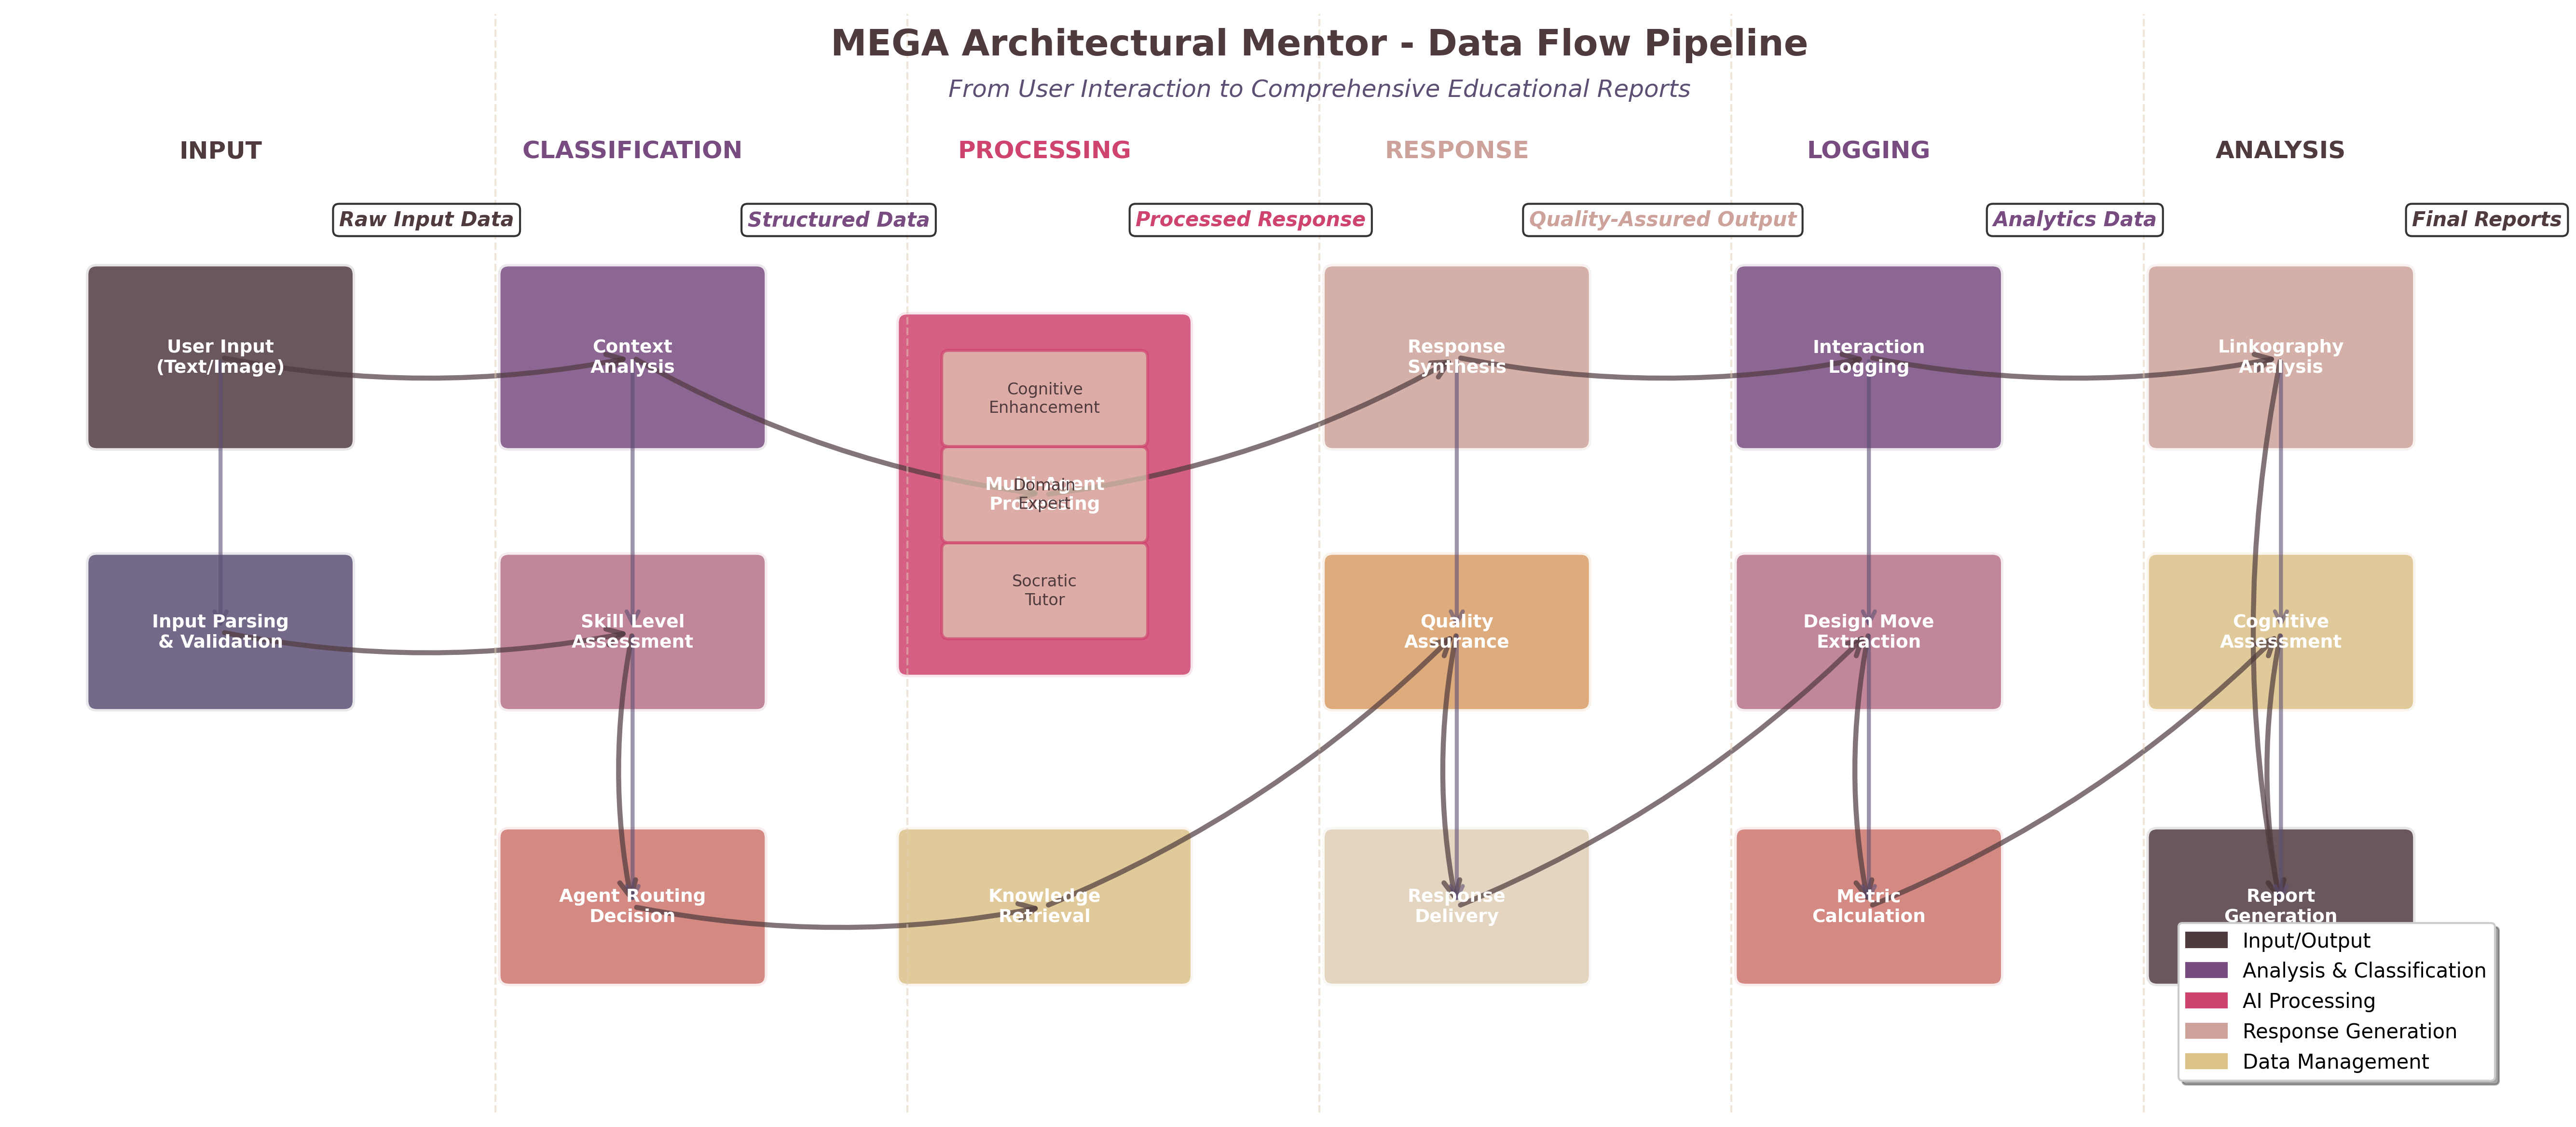 MEGA Architectural Mentor - Data Flow Pipeline
From User Interaction to Comprehensive Educational Reports
INPUT
CLASSIFICATION
PROCESSING
RESPONSE
LOGGING
ANALYSIS
Raw Input Data
Structured Data
Processed Response
Quality-Assured Output
Analytics Data
Final Reports
User Input
(Text/Image)
Context
Analysis
Cognitive
Enhancement
Response
Synthesis
Interaction
Logging
Linkography
Analysis
Multi-Agent
Processing
Domain
Expert
Socratic
Tutor
Input Parsing
& Validation
Skill Level
Assessment
Quality
Assurance
Design Move
Extraction
Cognitive
Assessment
Agent Routing
Decision
Knowledge
Retrieval
Response
Delivery
Metric
Calculation
Report
Generation
Input/Output
Analysis & Classification
AI Processing
Response Generation
Data Management